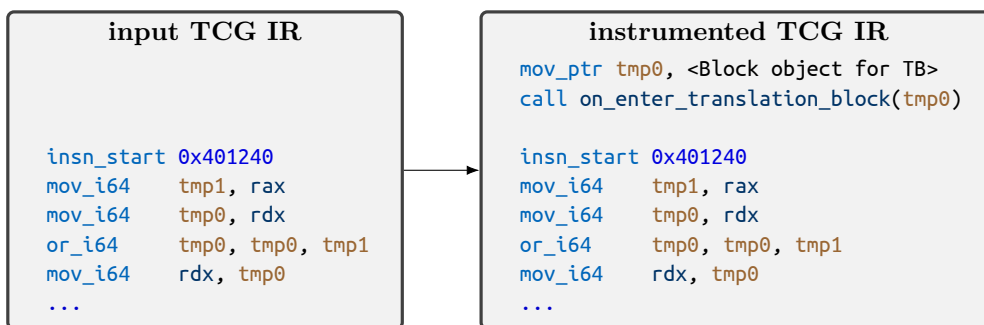 input TCG IR
insn_start 0x401240
mov_i64 tmp1, rax
mov_i64 tmp0, rdx
or_i64 tmp0, tmp0, tmp1
mov_i64 rdx, tmp0
...
instrumented TCG IR
mov_ptr tmp0, <Block object for TB>
call on_enter_translation_block(tmp0)
insn_start 0x401240
mov_i64 tmp1, rax
mov_i64 tmp0, rdx
or_i64 tmp0, tmp0, tmp1
mov_i64 rdx, tmp0
...